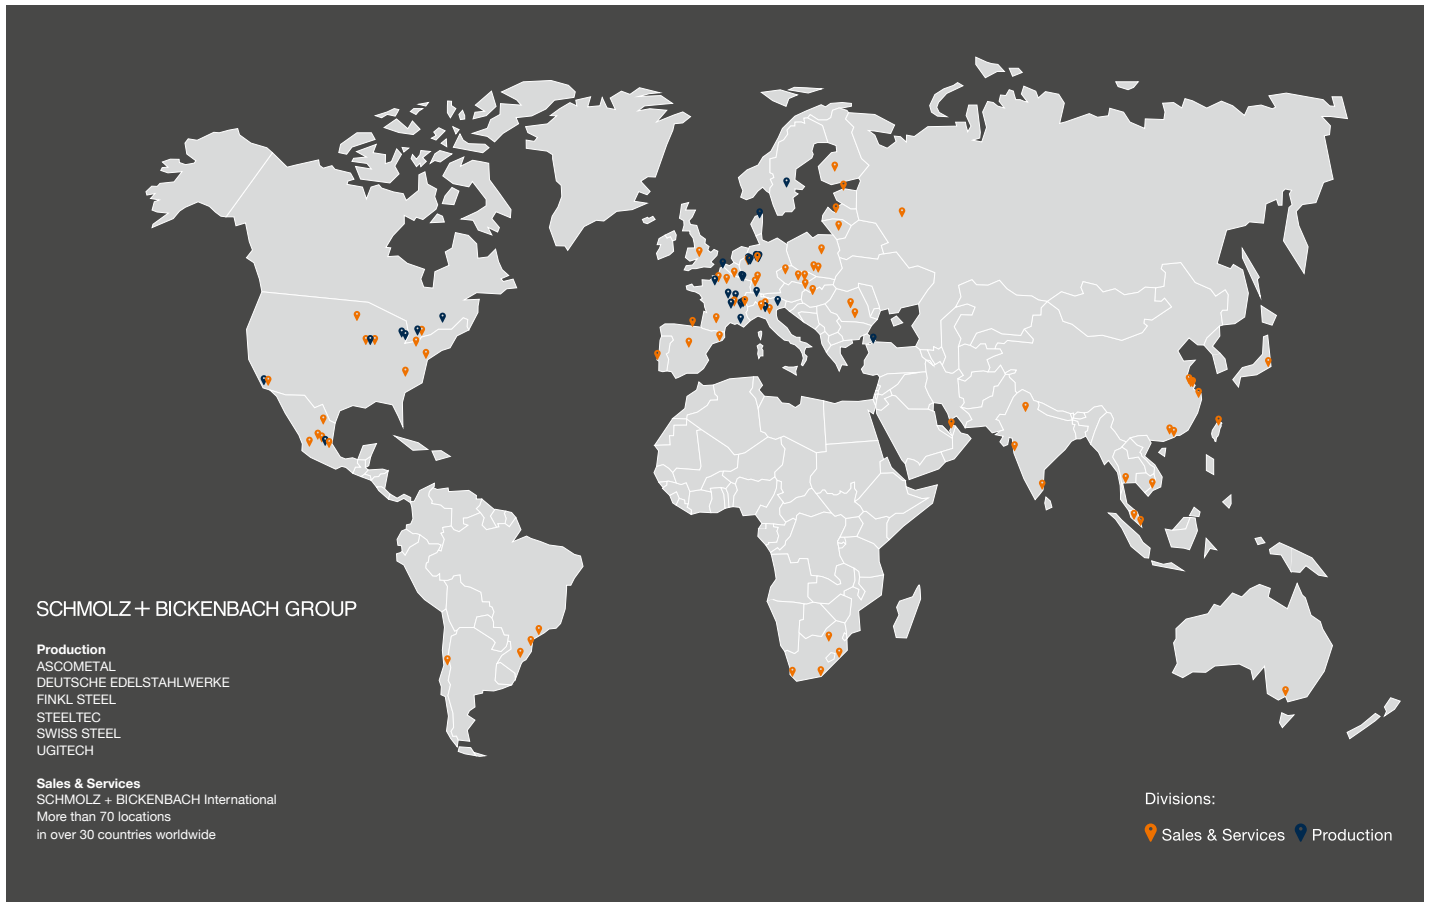 SCHMOLZ + BICKENBACH GROUP
Production
ASCOMETAL
DEUTSCHE EDELSTAHLWERKE
FINKL STEEL
STEELTEC
SWISS STEEL
UGITECH
Sales & Services
SCHMOLZ + BICKENBACH International
More than 70 locations
in over 30 countries worldwide
Divisions:
Sales & Services Production